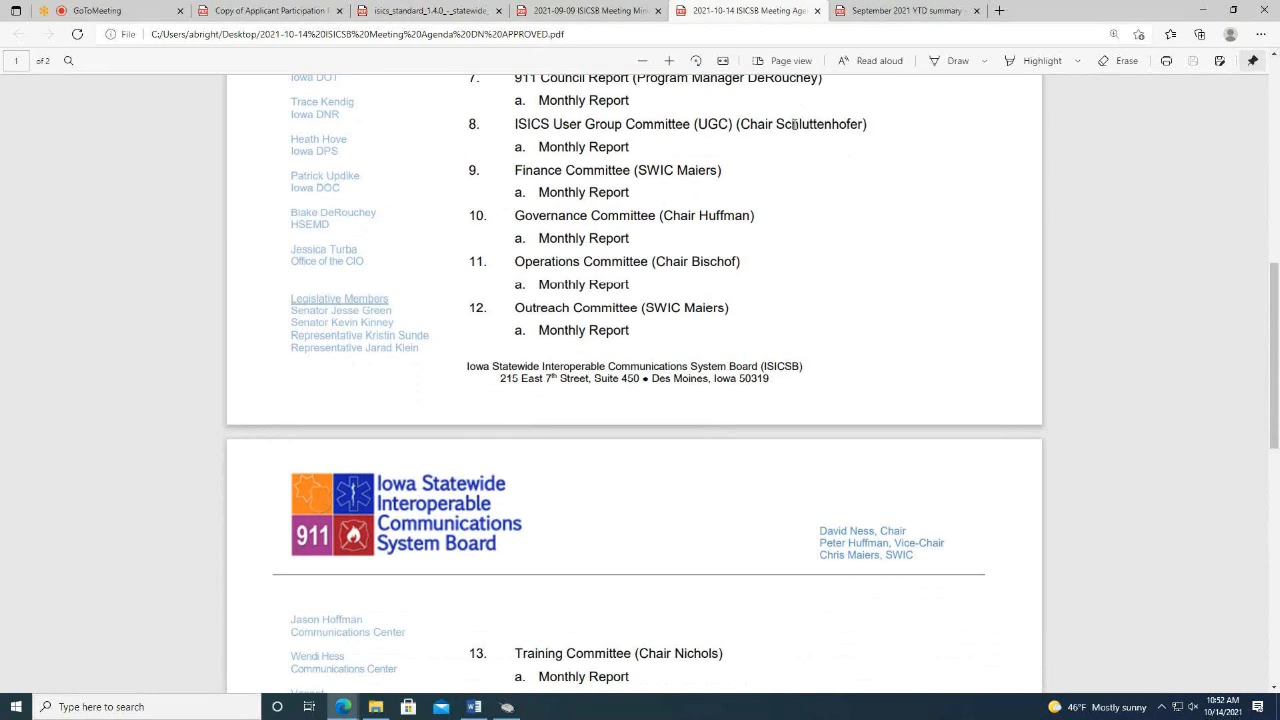 GoToMeeting
Copy of Application
isicsb_1.40_-_statemen
2021-09-09 ISICSB Meeting Minu
2021-10-14 ISICSB Meeting Agen
September 2021 YTD summary
File
C:/Users/abright/Desktop/2021-10-14%20ISICSB%20Meeting%20Agenda%20DN%20APPROVED.pdf
1 of 2
Page view
Read aloud
Draw
Highlight
Erase
Iowa DOT
Trace Kendig
Iowa DNR
Heath Hove
Iowa DPS
Patrick Updike
Iowa DOC
Blake DeRouchey
HSEMD
Jessica Turba
Office of the CIO
Legislative Members
Senator Jesse Green
Senator Kevin Kinney
Representative Kristin Sunde
Representative Jarad Klein
7. 911 Council Report (Program Manager DeRouchey)
a. Monthly Report
8. ISICS User Group Committee (UGC) (Chair Schluttenhofer)
a. Monthly Report
9. Finance Committee (SWIC Maiers)
a. Monthly Report
10. Governance Committee (Chair Huffman)
a. Monthly Report
11. Operations Committee (Chair Bischof)
a. Monthly Report
12. Outreach Committee (SWIC Maiers)
a. Monthly Report
Iowa Statewide Interoperable Communications System Board (ISICSB)
215 East 7th Street, Suite 450 ● Des Moines, Iowa 50319
911
Iowa Statewide
Interoperable
Communications
System Board
David Ness, Chair
Peter Huffman, Vice-Chair
Chris Maiers, SWIC
Jason Hoffman
Communications Center
Wendi Hess
Communications Center
13. Training Committee (Chair Nichols)
a. Monthly Report
Type here to search
46°F Mostly sunny
10:52 AM
10/14/2021